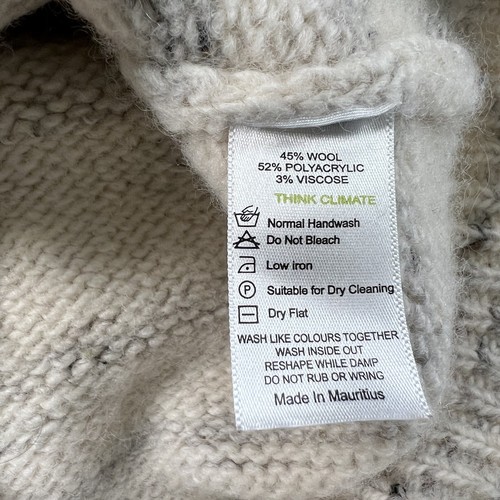 45% WOOL
52% POLYACRYLIC
3% VISCOSE
THINK CLIMATE
Normal Handwash
Do Not Bleach
Low iron
P Suitable for Dry Cleaning
Dry Flat
WASH LIKE COLOURS TOGETHER
WASH INSIDE OUT
RESHAPE WHILE DAMP
DO NOT RUB OR WRING
Made In Mauritius